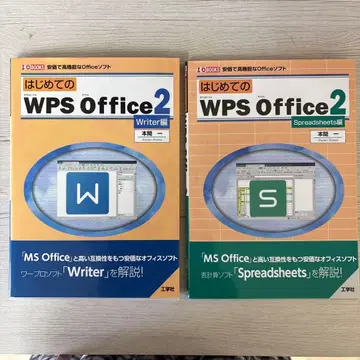 I/O BOOKS 安価で高機能なOfficeソフト
はじめての
WPS Office2
Writer編
本間 一
「MS Office」と高い互換性をもつ安価なオフィスソフト
ワープロソフト「Writer」を解説!
工学社
I/O BOOKS 安価で高機能なOfficeソフト
はじめての
WPS Office2
Spreadsheets編
本間 一
「MS Office」と高い互換性をもつ安価なオフィスソフト
表計算ソフト「Spreadsheets」を解説!
工学社